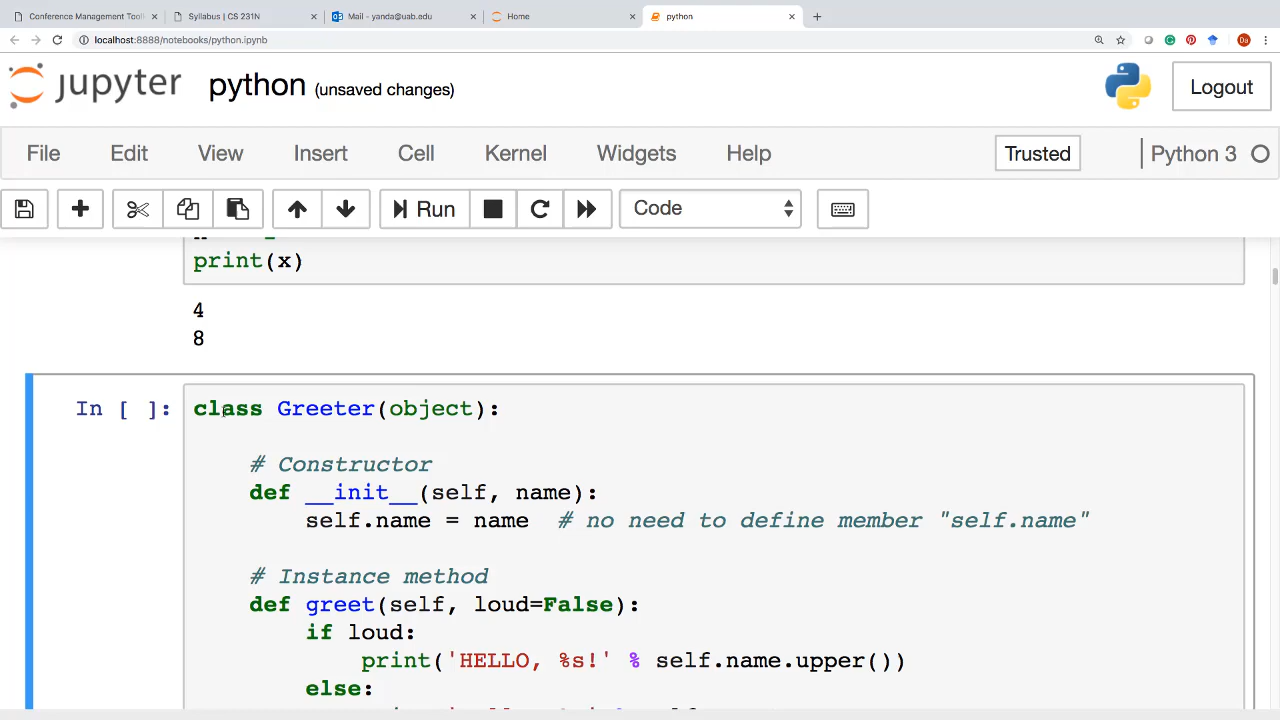 Conference Management Tool
Syllabus | CS 231N
Mail - yanda@uab.edu
Home
python
localhost:8888/notebooks/python.ipynb
Da
jupyter python (unsaved changes)
Logout
File Edit View Insert Cell Kernel Widgets Help
Trusted
Python 3
Run
Code
print(x)
4
8
In [ ]: class Greeter(object):
# Constructor
def __init__(self, name):
self.name = name # no need to define member "self.name"
# Instance method
def greet(self, loud=False):
if loud:
print('HELLO, %s!' % self.name.upper())
else: